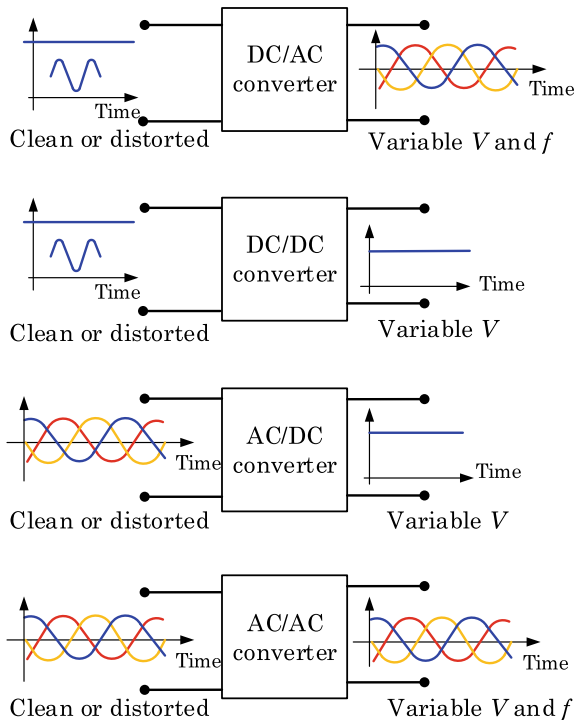 DC/AC
converter
Time
Time
Clean or distorted
Variable V and f
DC/DC
converter
Time
Time
Clean or distorted
Variable V
AC/DC
converter
Time
Time
Clean or distorted
Variable V
AC/AC
converter
Time
Time
Clean or distorted
Variable V and f